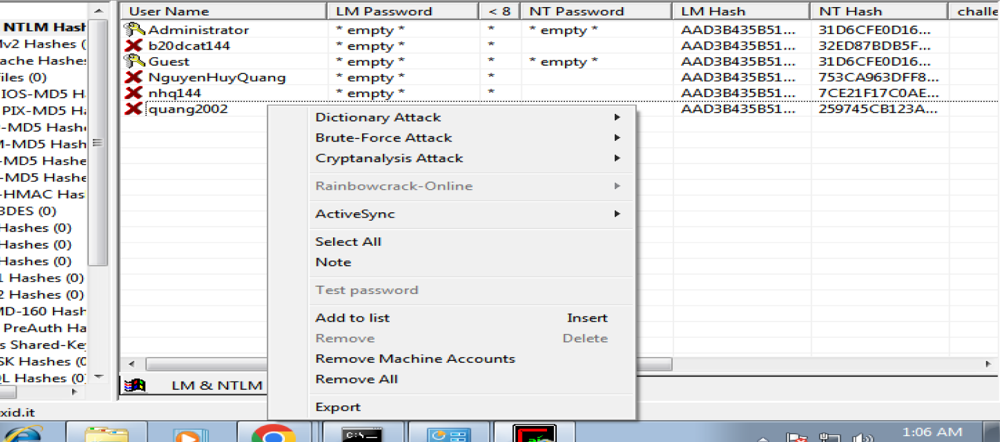 User Name LM Password < 8 NT Password LM Hash NT Hash challe
Administrator * empty * * * empty * AAD3B435B51... 31D6CFE0D16...
b20dcat144 * empty * * AAD3B435B51... 32ED87BDB5F...
Guest * empty * * * empty * AAD3B435B51... 31D6CFE0D16...
NguyenHuyQuang * empty * * AAD3B435B51... 753CA963DFF8...
nhq144 * empty * * AAD3B435B51... 7CE21F17C0AE...
quang2002 AAD3B435B51... 259745CB123A...
NTLM Hash
v2 Hashes (
ache Hashes
iles (0)
IOS-MD5 H
PIX-MD5 Ha
-MD5 Hash
-MD5 Hash
-MD5 Hashe
-MD5 Hashe
-HMAC Has
3DES (0)
Hashes (0)
Hashes (0)
Hashes (0)
1 Hashes (0)
2 Hashes (0)
MD-160 Hash
PreAuth Ha
s Shared-Key
SK Hashes (0
QL Hashes (0)
Dictionary Attack
Brute-Force Attack
Cryptanalysis Attack
Rainbowcrack-Online
ActiveSync
Select All
Note
Test password
Add to list Insert
Remove Delete
Remove Machine Accounts
Remove All
Export
LM & NTLM
xid.it
C:\
1:06 AM